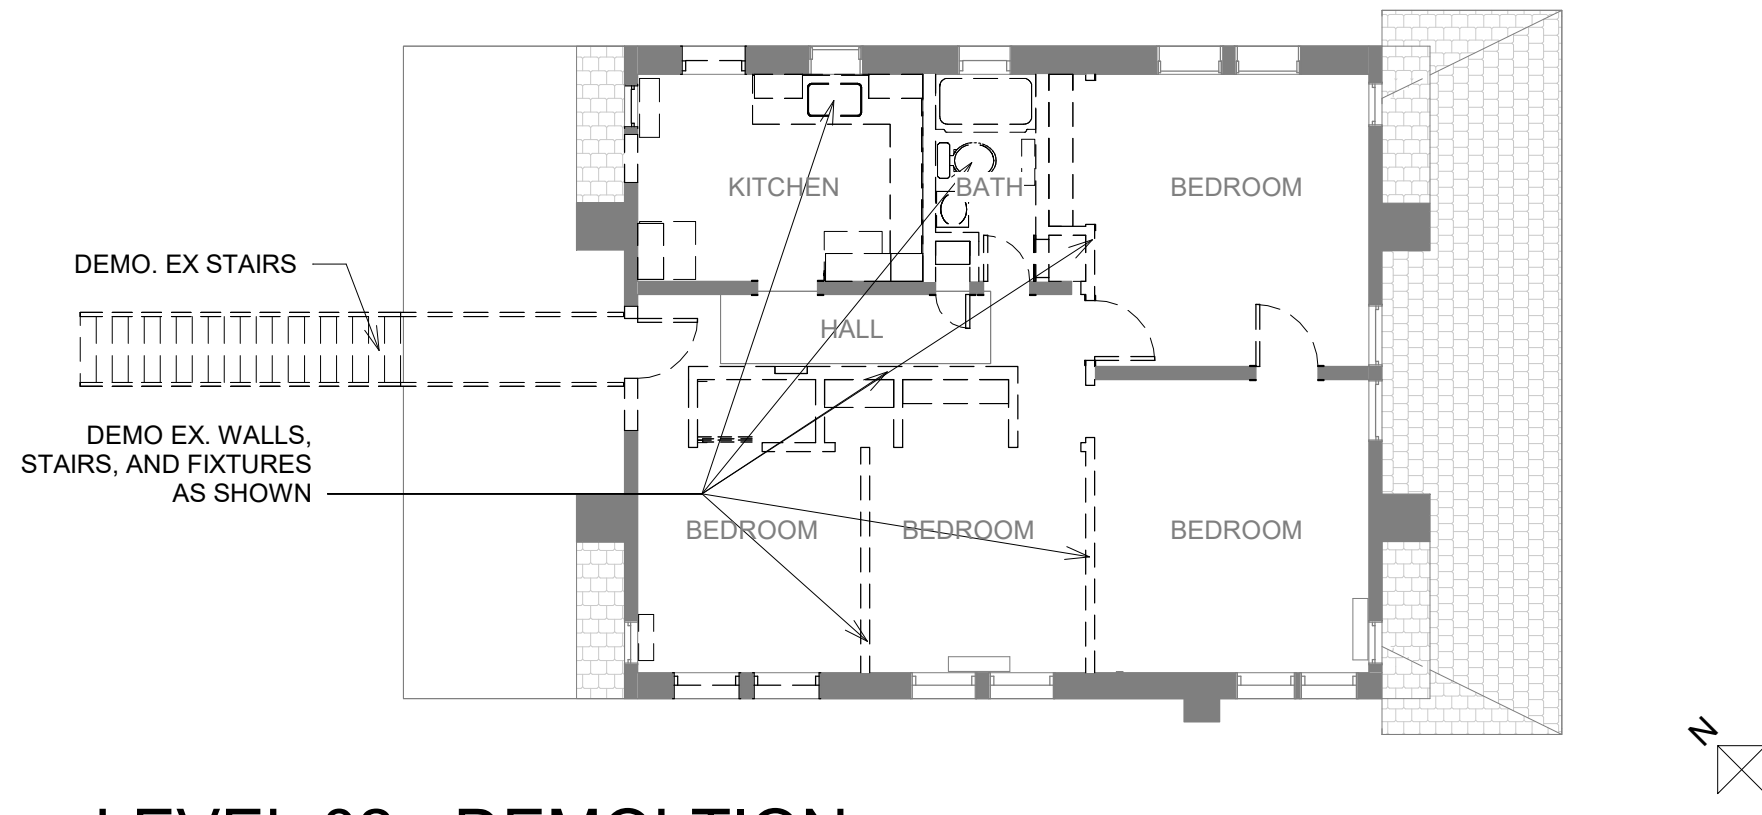 KITCHEN
BATH
BEDROOM
DEMO. EX STAIRS
HALL
DEMO EX. WALLS,
STAIRS, AND FIXTURES
AS SHOWN
BEDROOM
BEDROOM
BEDROOM
N